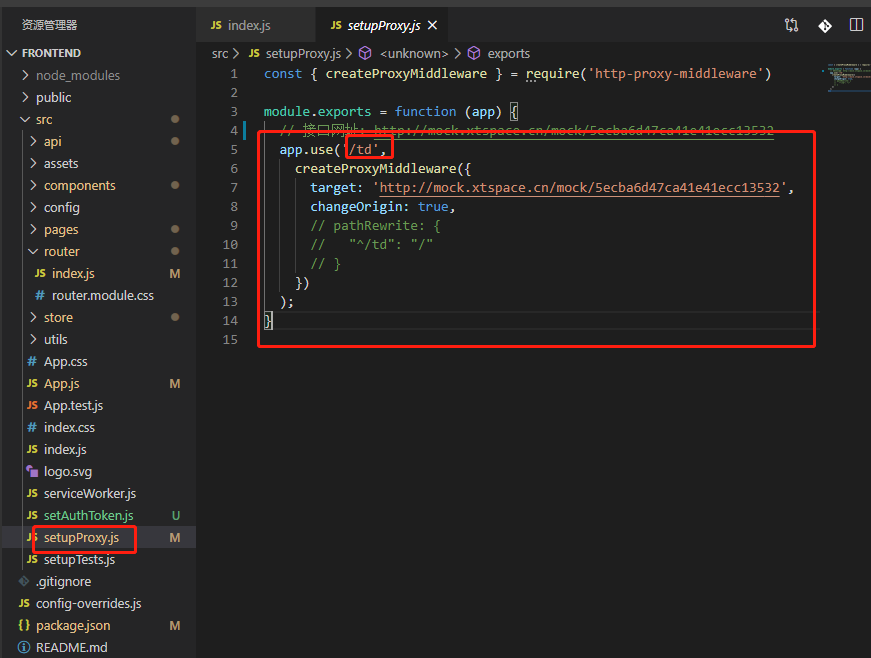 资源管理器
JS index.js
JS setupProxy.js ×
FRONTEND
src > JS setupProxy.js > <unknown> > exports
node_modules
public
src
api
assets
components
config
pages
router
JS index.js M
# router.module.css
store
utils
# App.css
JS App.js M
JS App.test.js
# index.css
JS index.js
logo.svg
JS serviceWorker.js
JS setAuthToken.js U
JS setupProxy.js M
JS setupTests.js
.gitignore
JS config-overrides.js
{} package.json M
README.md
1 const { createProxyMiddleware } = require('http-proxy-middleware')
2
3 module.exports = function (app) {
4 // 接口网址: http://mock.xtspace.cn/mock/5ecba6d47ca41e41ecc13532
5 app.use('/td',
6 createProxyMiddleware({
7 target: 'http://mock.xtspace.cn/mock/5ecba6d47ca41e41ecc13532',
8 changeOrigin: true,
9 // pathRewrite: {
10 // "^/td": "/"
11 // }
12 })
13 );
14 }
15